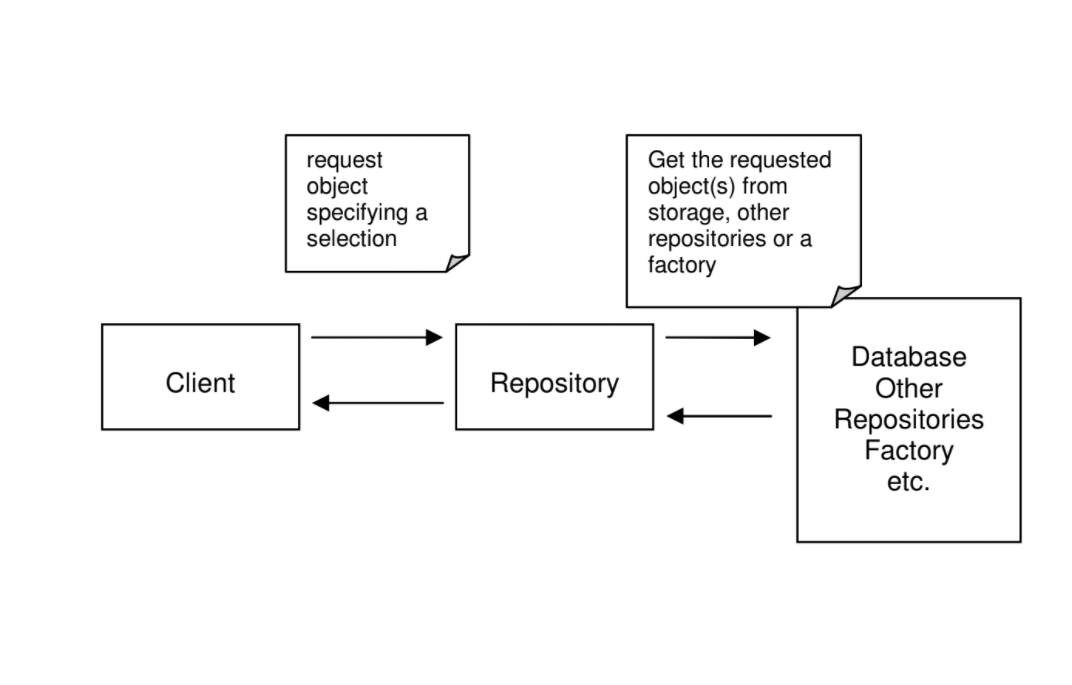 request
object
specifying a
selection
Get the requested
object(s) from
storage, other
repositories or a
factory
Client
Repository
Database
Other
Repositories
Factory
etc.